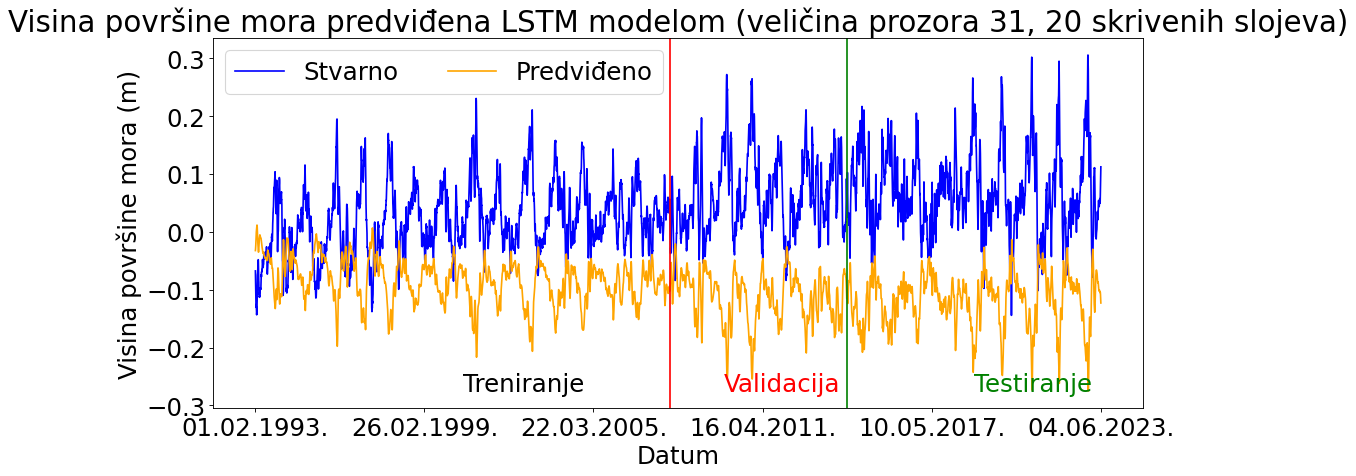 Visina površine mora predviđena LSTM modelom (veličina prozora 31, 20 skrivenih slojeva)
Stvarno
Predviđeno
Visina površine mora (m)
0.3
0.2
0.1
0.0
−0.1
−0.2
−0.3
Treniranje
Validacija
Testiranje
01.02.1993.
26.02.1999.
22.03.2005.
16.04.2011.
10.05.2017.
04.06.2023.
Datum